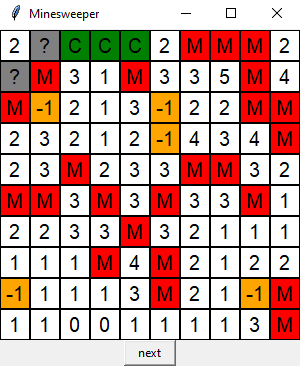 Minesweeper
2 ? C C C 2 M M M 2
? M 3 1 M 3 3 5 M 4
M -1 2 1 3 -1 2 2 M M
2 3 2 1 2 -1 4 3 4 M
2 3 M 2 3 3 M M 3 2
M M 3 M 3 M 3 3 M 1
2 2 3 3 M 3 2 1 1 1
1 1 1 M 4 M 2 1 2 2
-1 1 1 1 3 M 2 1 -1 M
1 1 0 0 1 1 1 1 3 M
next